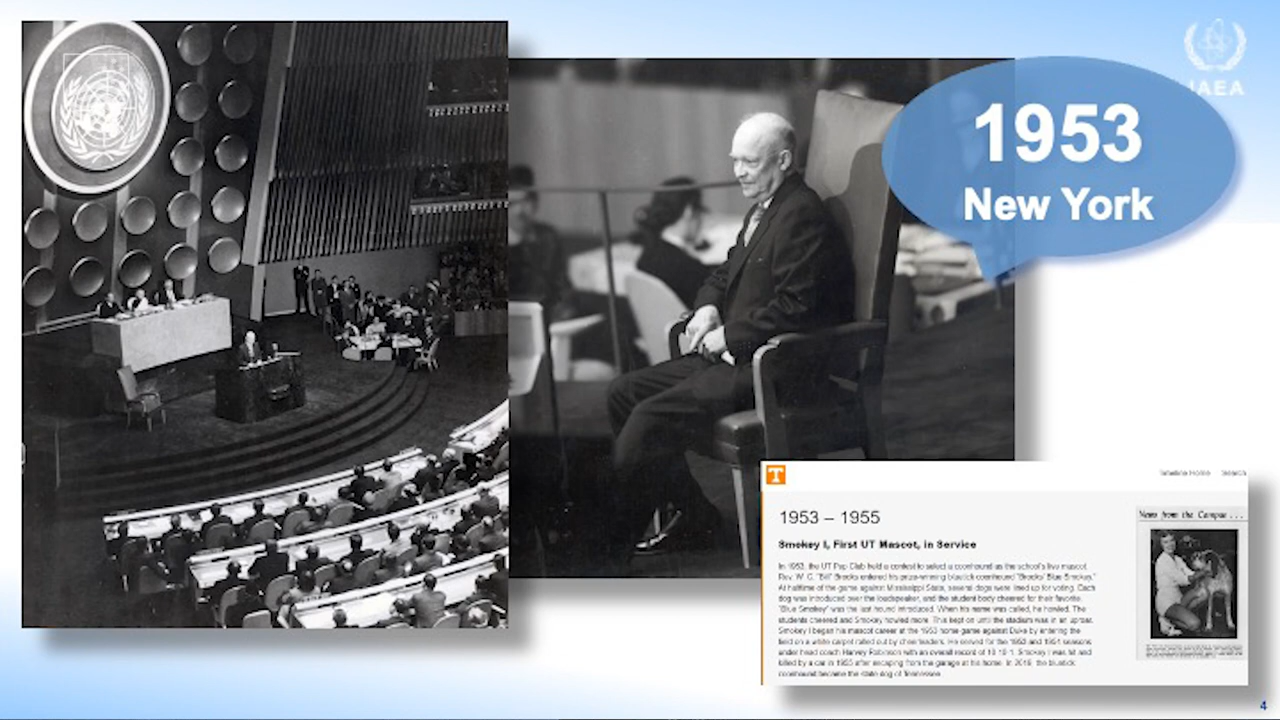 IAEA
1953
New York
T
Timeline Home Search
1953 – 1955
Smokey I, First UT Mascot, in Service
In 1953, the UT Pep Club held a contest to select a coonhound as the school's live mascot.
Rev. W. C. "Bill" Brooks entered his prize-winning bluetick coonhound "Brooks' Blue Smokey."
At halftime of the game against Mississippi State, several dogs were lined up for voting. Each
dog was introduced over the loudspeaker, and the student body cheered for their favorite.
"Blue Smokey" was the last hound introduced. When his name was called, he howled. The
students cheered and Smokey howled more. This kept on until the stadium was in an uproar.
Smokey I began his mascot career at the 1953 home game against Duke by entering the
field on a white carpet rolled out by cheerleaders. He served for the 1953 and 1954 seasons
under head coach Harvey Robinson with an overall record of 10-10-1. Smokey I was hit and
killed by a car in 1955 after escaping from the garage at his home. In 2019, the bluetick
coonhound became the state dog of Tennessee.
News from the Campus . . .
4